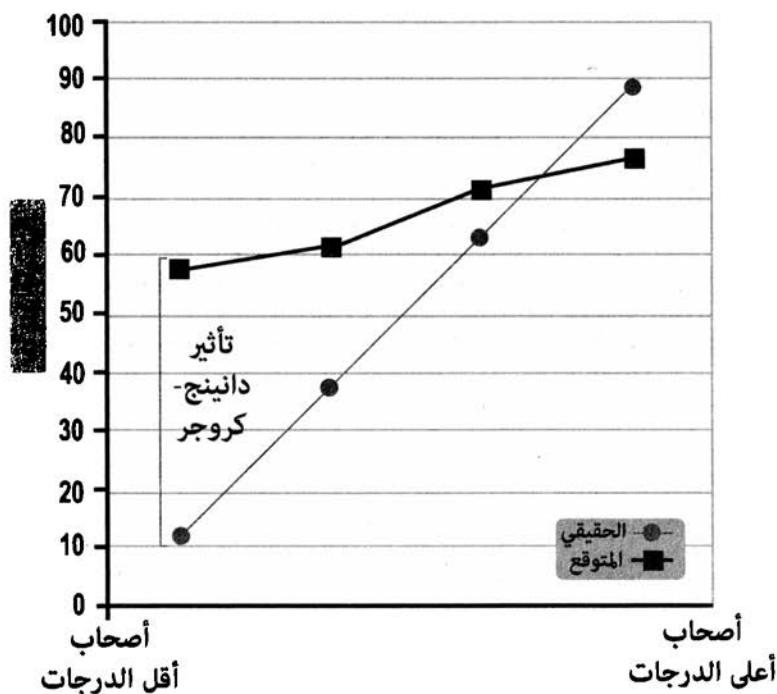 100
90
80
70
60
50
40
30
20
10
0
تأثير
دانينج-
كروجر
الحقيقي
المتوقع
أصحاب
أقل الدرجات
أصحاب
أعلى الدرجات